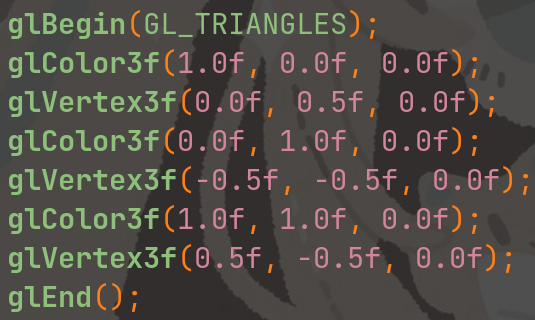 glBegin(GL_TRIANGLES);
glColor3f(1.0f, 0.0f, 0.0f);
glVertex3f(0.0f, 0.5f, 0.0f);
glColor3f(0.0f, 1.0f, 0.0f);
glVertex3f(-0.5f, -0.5f, 0.0f);
glColor3f(1.0f, 1.0f, 0.0f);
glVertex3f(0.5f, -0.5f, 0.0f);
glEnd();